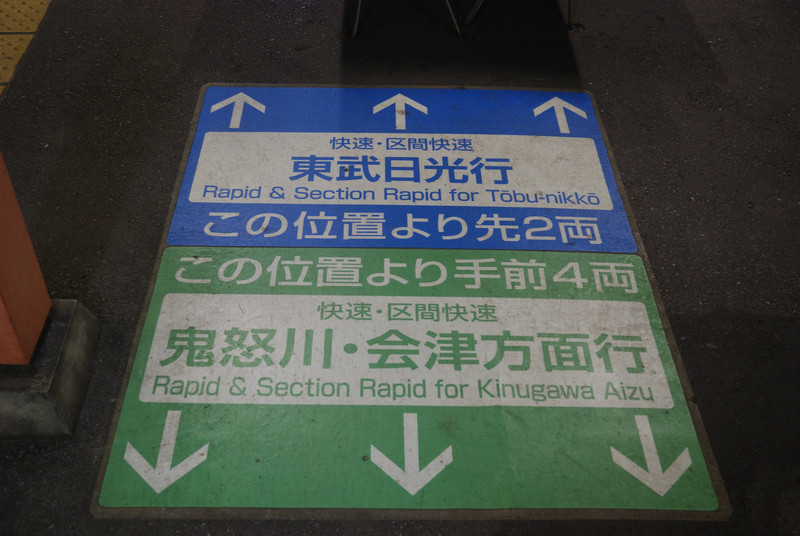 快速・区間快速
東武日光行
Rapid & Section Rapid for Tōbu-nikkō
この位置より先2両
この位置より手前4両
快速・区間快速
鬼怒川・会津方面行
Rapid & Section Rapid for Kinugawa Aizu